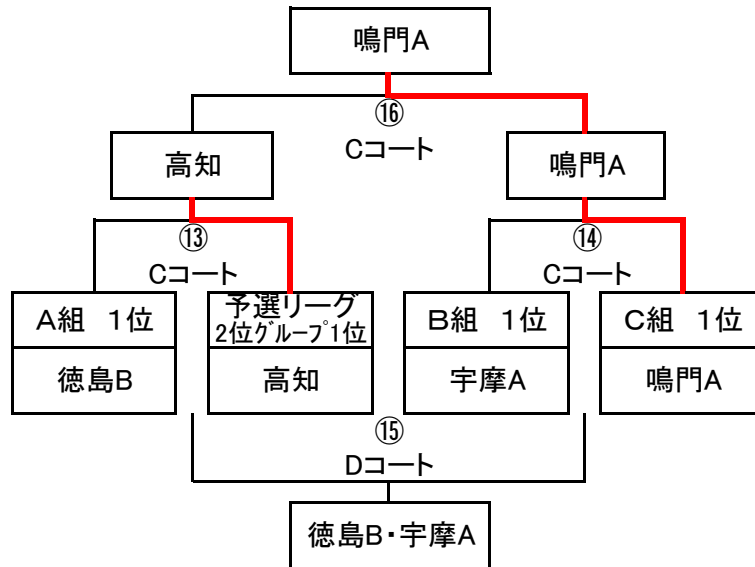 鳴門A
⑯
Cコート
高知
鳴門A
⑬
Cコート
⑭
Cコート
A組 1位
予選リーグ
2位グループ1位
B組 1位
C組 1位
徳島B
高知
宇摩A
鳴門A
⑮
Dコート
徳島B・宇摩A